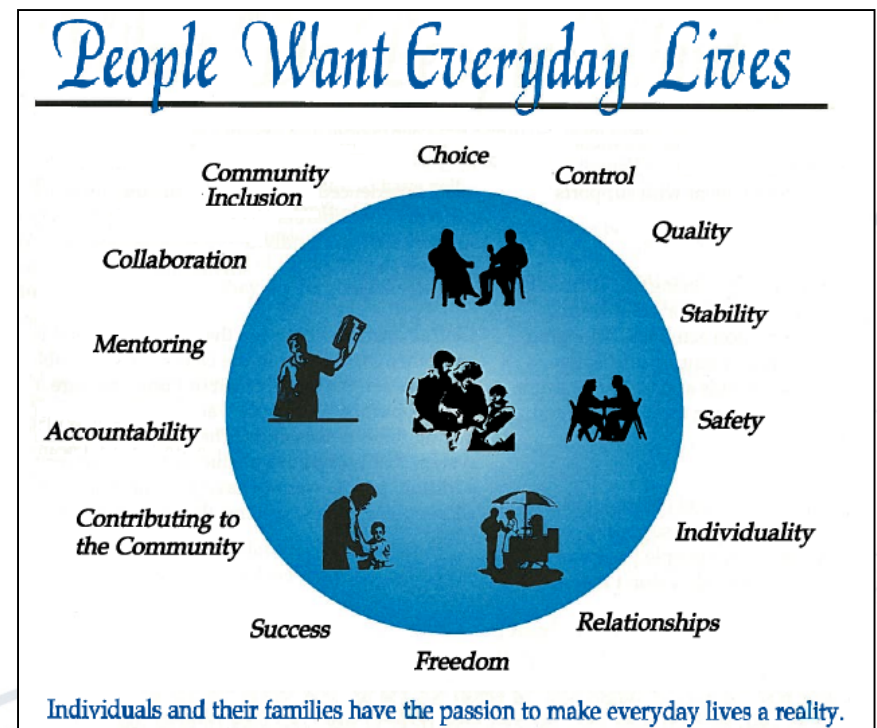 People Want Everyday Lives
Choice
Control
Quality
Stability
Safety
Individuality
Relationships
Freedom
Success
Contributing to
the Community
Accountability
Mentoring
Collaboration
Community
Inclusion
Individuals and their families have the passion to make everyday lives a reality.